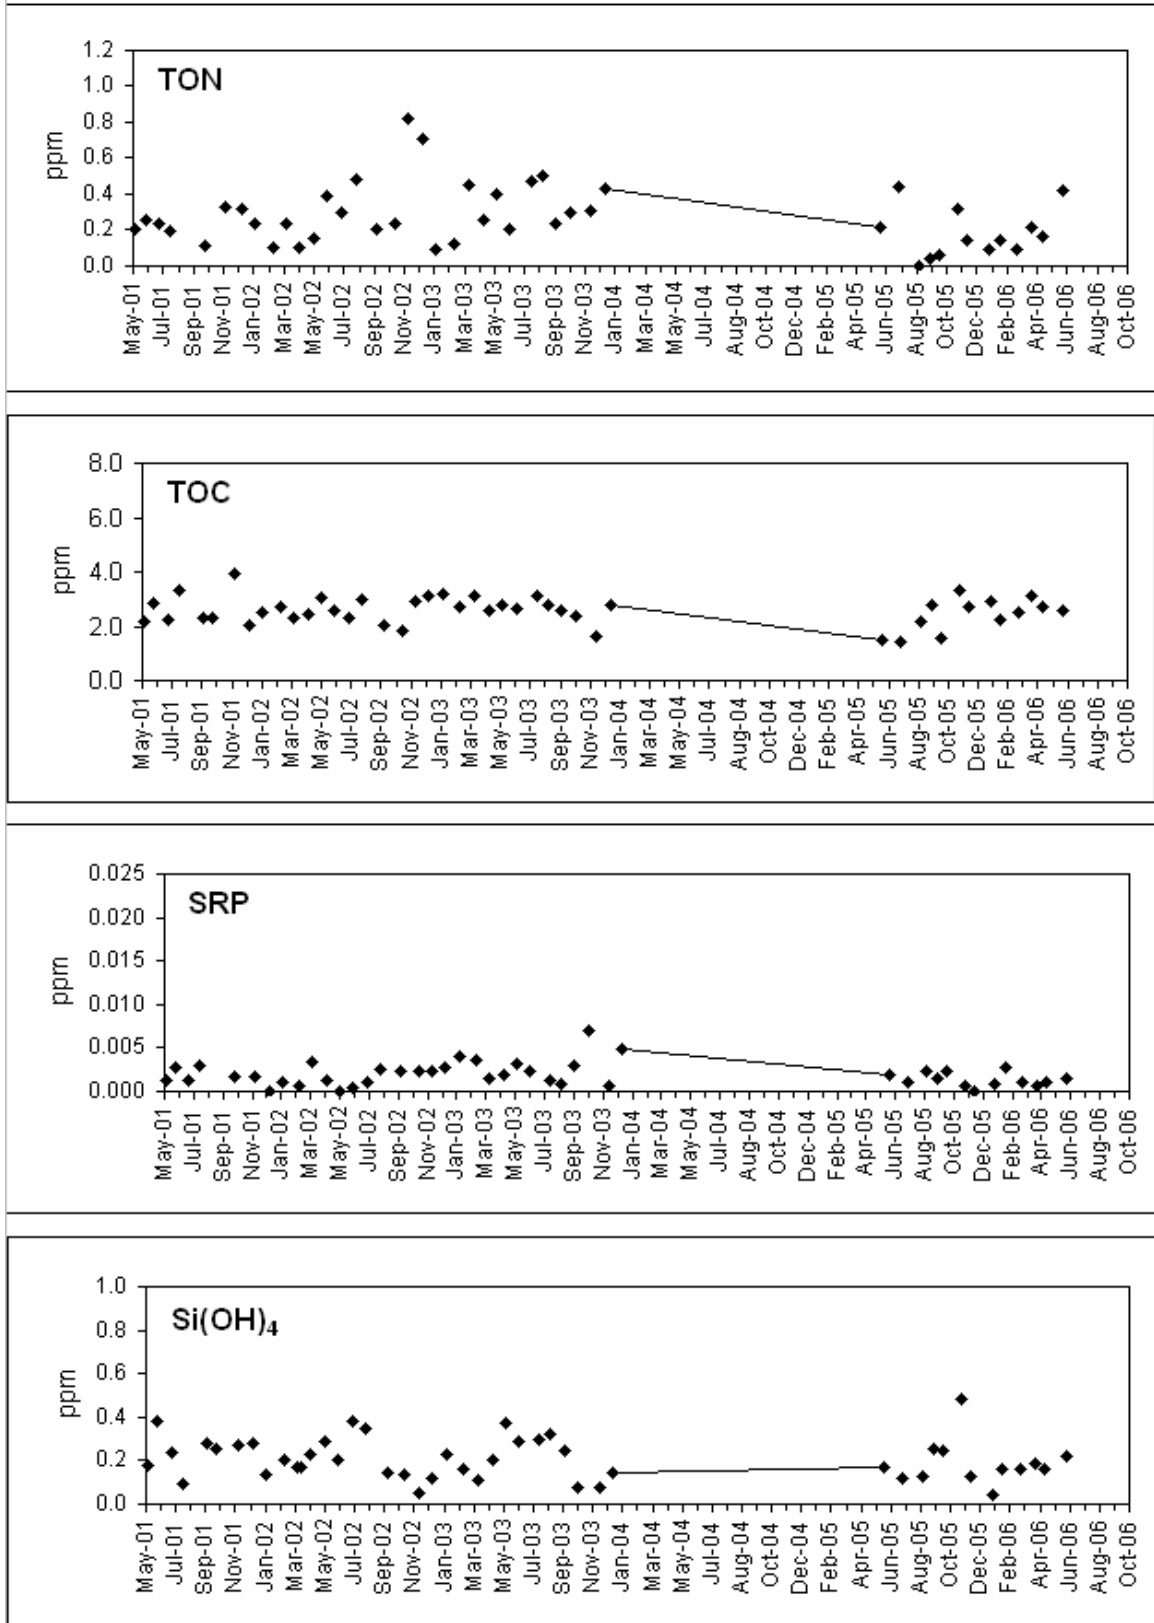 TON
ppm
1.2
1.0
0.8
0.6
0.4
0.2
0.0
May-01 Jul-01 Sep-01 Nov-01 Jan-02 Mar-02 May-02 Jul-02 Sep-02 Nov-02 Jan-03 Mar-03 May-03 Jul-03 Sep-03 Nov-03 Jan-04 Mar-04 May-04 Jul-04 Aug-04 Oct-04 Dec-04 Feb-05 Apr-05 Jun-05 Aug-05 Oct-05 Dec-05 Feb-06 Apr-06 Jun-06 Aug-06 Oct-06
TOC
ppm
8.0
6.0
4.0
2.0
0.0
May-01 Jul-01 Sep-01 Nov-01 Jan-02 Mar-02 May-02 Jul-02 Sep-02 Nov-02 Jan-03 Mar-03 May-03 Jul-03 Sep-03 Nov-03 Jan-04 Mar-04 May-04 Jul-04 Aug-04 Oct-04 Dec-04 Feb-05 Apr-05 Jun-05 Aug-05 Oct-05 Dec-05 Feb-06 Apr-06 Jun-06 Aug-06 Oct-06
SRP
ppm
0.025
0.020
0.015
0.010
0.005
0.000
May-01 Jul-01 Sep-01 Nov-01 Jan-02 Mar-02 May-02 Jul-02 Sep-02 Nov-02 Jan-03 Mar-03 May-03 Jul-03 Sep-03 Nov-03 Jan-04 Mar-04 May-04 Jul-04 Aug-04 Oct-04 Dec-04 Feb-05 Apr-05 Jun-05 Aug-05 Oct-05 Dec-05 Feb-06 Apr-06 Jun-06 Aug-06 Oct-06
Si(OH)₄
ppm
1.0
0.8
0.6
0.4
0.2
0.0
May-01 Jul-01 Sep-01 Nov-01 Jan-02 Mar-02 May-02 Jul-02 Sep-02 Nov-02 Jan-03 Mar-03 May-03 Jul-03 Sep-03 Nov-03 Jan-04 Mar-04 May-04 Jul-04 Aug-04 Oct-04 Dec-04 Feb-05 Apr-05 Jun-05 Aug-05 Oct-05 Dec-05 Feb-06 Apr-06 Jun-06 Aug-06 Oct-06